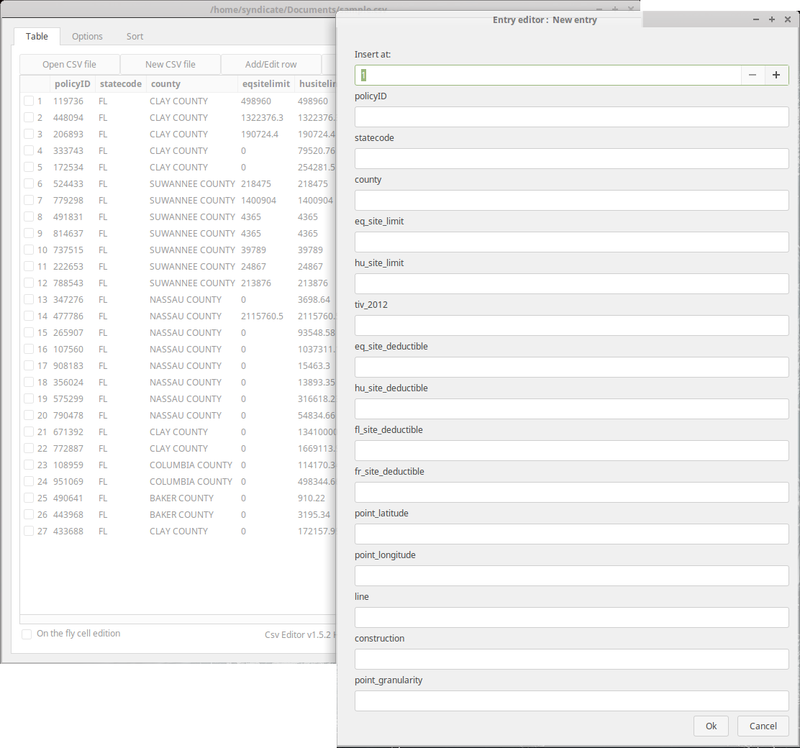 /home/syndicate/Documents/sample.csv
Table Options Sort
Open CSV file New CSV file Add/Edit row
policyID statecode county eqsitelimit husitelim
1 119736 FL CLAY COUNTY 498960 498960
2 448094 FL CLAY COUNTY 1322376.3 1322376.
3 206893 FL CLAY COUNTY 190724.4 190724.4
4 333743 FL CLAY COUNTY 0 79520.76
5 172534 FL CLAY COUNTY 0 254281.5
6 524433 FL SUWANNEE COUNTY 218475 218475
7 779298 FL SUWANNEE COUNTY 1400904 1400904
8 491831 FL SUWANNEE COUNTY 4365 4365
9 814637 FL SUWANNEE COUNTY 4365 4365
10 737515 FL SUWANNEE COUNTY 39789 39789
11 222653 FL SUWANNEE COUNTY 24867 24867
12 788543 FL SUWANNEE COUNTY 213876 213876
13 347276 FL NASSAU COUNTY 0 3698.64
14 477786 FL NASSAU COUNTY 2115760.5 2115760.
15 265907 FL NASSAU COUNTY 0 93548.58
16 107560 FL NASSAU COUNTY 0 1037311.
17 908183 FL NASSAU COUNTY 0 15463.3
18 356024 FL NASSAU COUNTY 0 13893.35
19 575299 FL NASSAU COUNTY 0 316618.2
20 790478 FL NASSAU COUNTY 0 54834.66
21 671392 FL CLAY COUNTY 0 13410000
22 772887 FL CLAY COUNTY 0 1669113.
23 108959 FL COLUMBIA COUNTY 0 114170.3
24 951069 FL COLUMBIA COUNTY 0 498344.6
25 490641 FL BAKER COUNTY 0 910.22
26 443968 FL BAKER COUNTY 0 3195.34
27 433688 FL CLAY COUNTY 0 172157.9
On the fly cell edition
Csv Editor v1.5.2
Entry editor : New entry
Insert at:
1
policyID
statecode
county
eq_site_limit
hu_site_limit
tiv_2012
eq_site_deductible
hu_site_deductible
fl_site_deductible
fr_site_deductible
point_latitude
point_longitude
line
construction
point_granularity
Ok Cancel